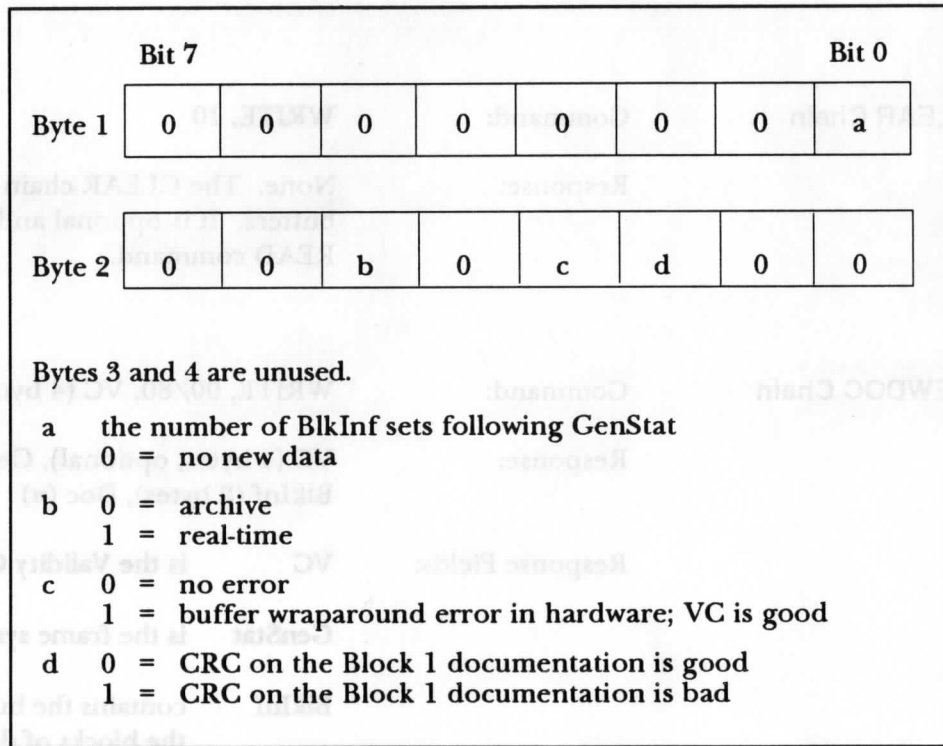 Bit 7 Bit 0
Byte 1 0 0 0 0 0 0 0 a
Byte 2 0 0 b 0 c d 0 0
Bytes 3 and 4 are unused.
a the number of BlkInf sets following GenStat
0 = no new data
b 0 = archive
1 = real-time
c 0 = no error
1 = buffer wraparound error in hardware; VC is good
d 0 = CRC on the Block 1 documentation is good
1 = CRC on the Block 1 documentation is bad